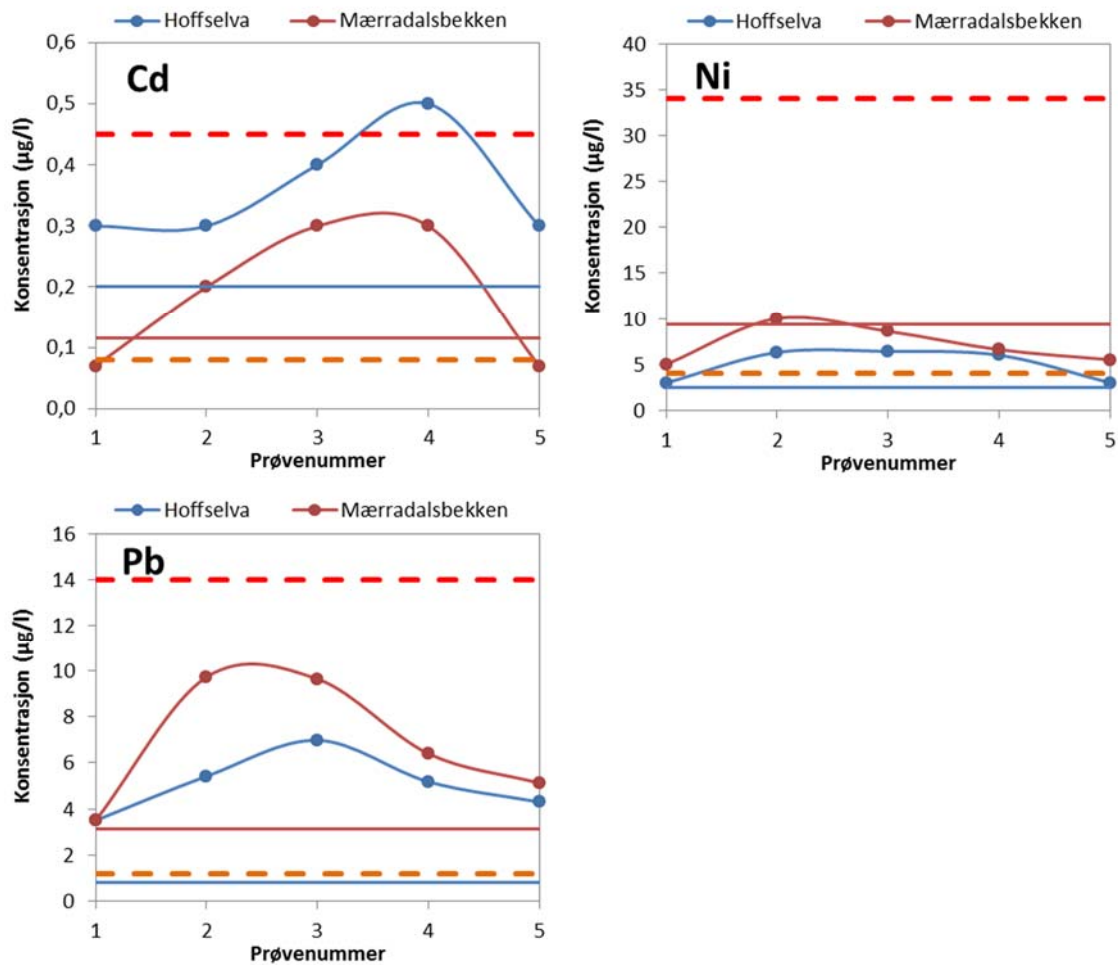 Hoffselva Mærradalsbekken
Cd
Konsentrasjon (µg/l)
0,6
0,5
0,4
0,3
0,2
0,1
0,0
1 2 3 4 5
Prøvenummer
Hoffselva Mærradalsbekken
Ni
Konsentrasjon (µg/l)
40
35
30
25
20
15
10
5
0
1 2 3 4 5
Prøvenummer
Hoffselva Mærradalsbekken
Pb
Konsentrasjon (µg/l)
16
14
12
10
8
6
4
2
0
1 2 3 4 5
Prøvenummer